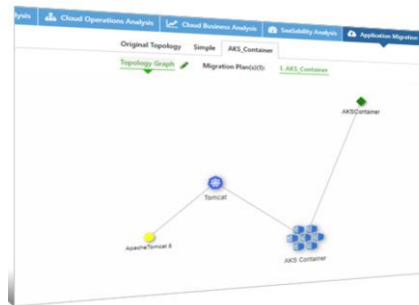 lysis Cloud Operations Analysis Cloud Business Analysis SaaSability Analysis Application Migration
Original Topology Simple AKS_Container
Topology Graph Migration Plan(s)(1): 1. AKS_Container
AKSContainer
Tomcat
ApacheTomcat 8
AKS Container